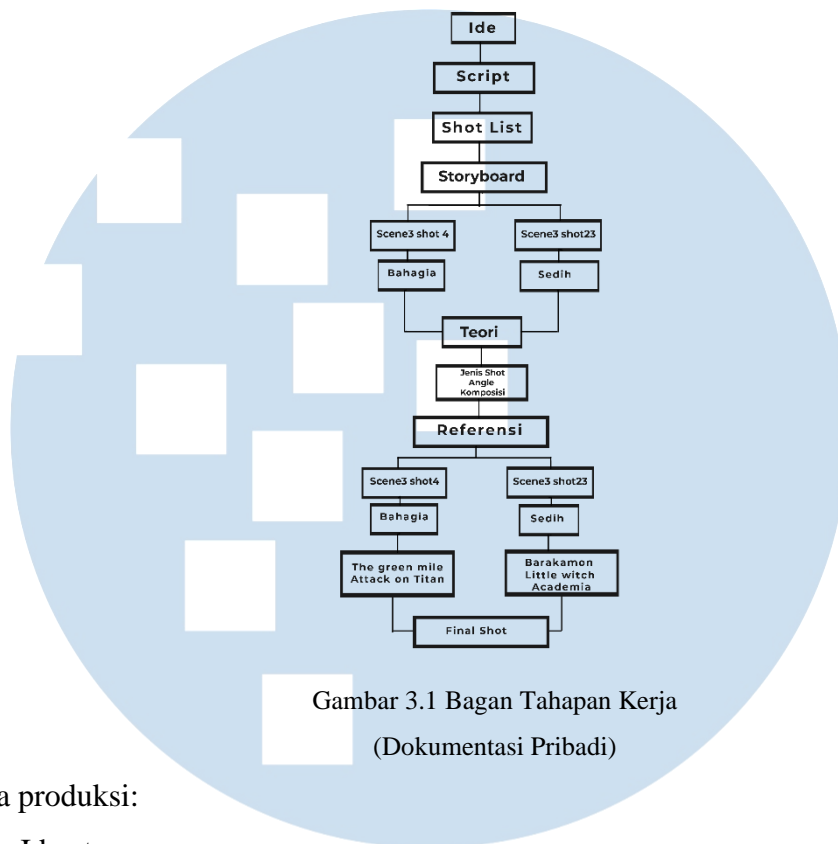 Ide
Script
Shot List
Storyboard
Scene3 shot 4
Scene3 shot23
Bahagia
Sedih
Teori
Jenis Shot
Angle
Komposisi
Referensi
Scene3 shot4
Scene3 shot23
Bahagia
Sedih
The green mile
Attack on Titan
Barakamon
Little witch
Academia
Final Shot
Gambar 3.1 Bagan Tahapan Kerja
(Dokumentasi Pribadi)
a produksi: